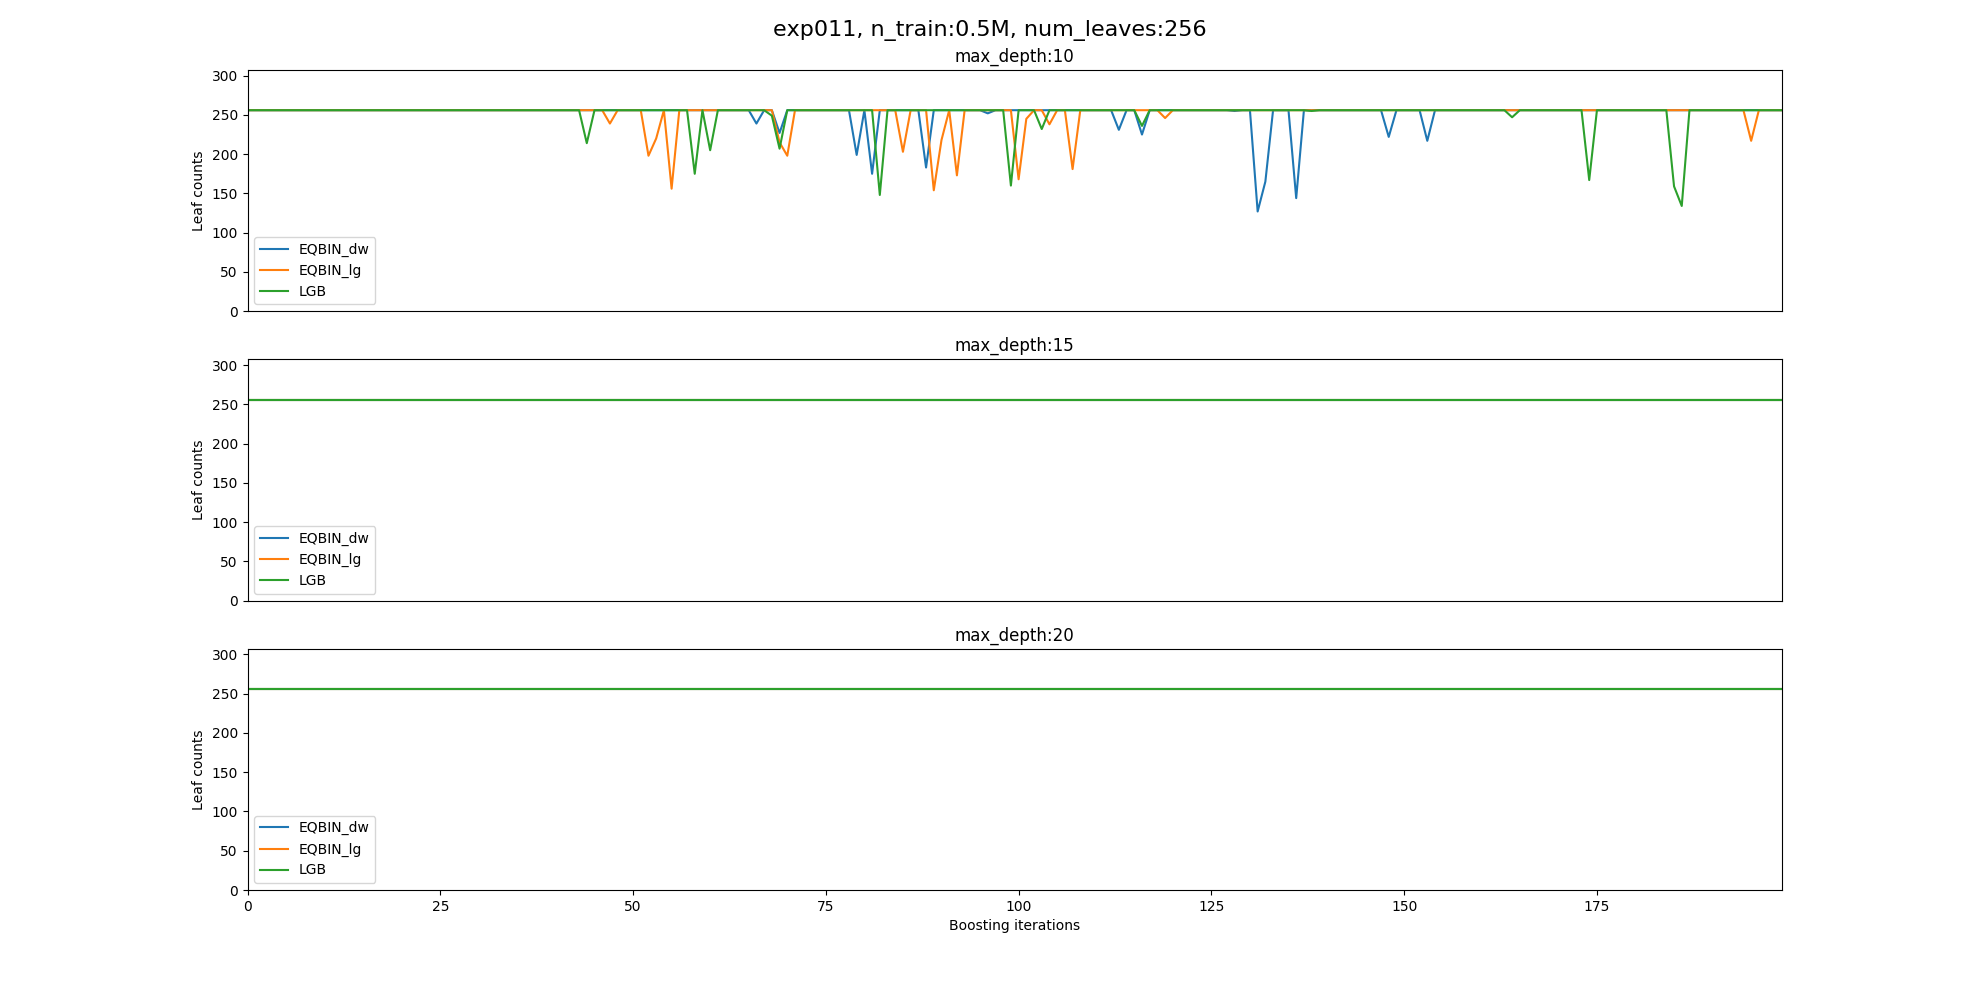 exp011, n_train:0.5M, num_leaves:256
max_depth:10
300
250
200
150
100
50
0
Leaf counts
EQBIN_dw
EQBIN_lg
LGB
max_depth:15
300
250
200
150
100
50
0
Leaf counts
EQBIN_dw
EQBIN_lg
LGB
max_depth:20
300
250
200
150
100
50
0
Leaf counts
EQBIN_dw
EQBIN_lg
LGB
0 25 50 75 100 125 150 175
Boosting iterations